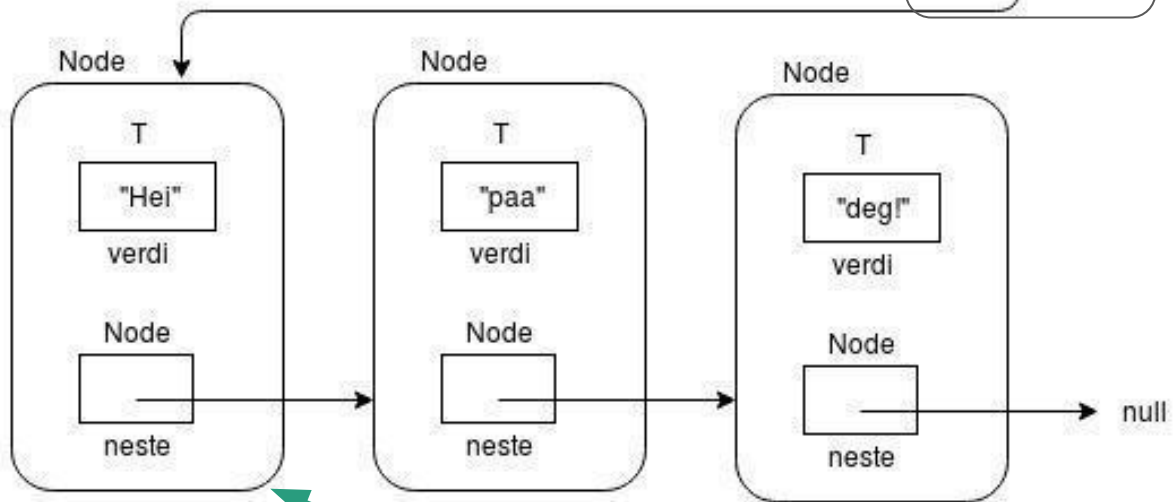 Node
T
"Hei"
verdi
Node
neste
Node
T
"paa"
verdi
Node
neste
Node
T
"deg!"
verdi
Node
neste
null